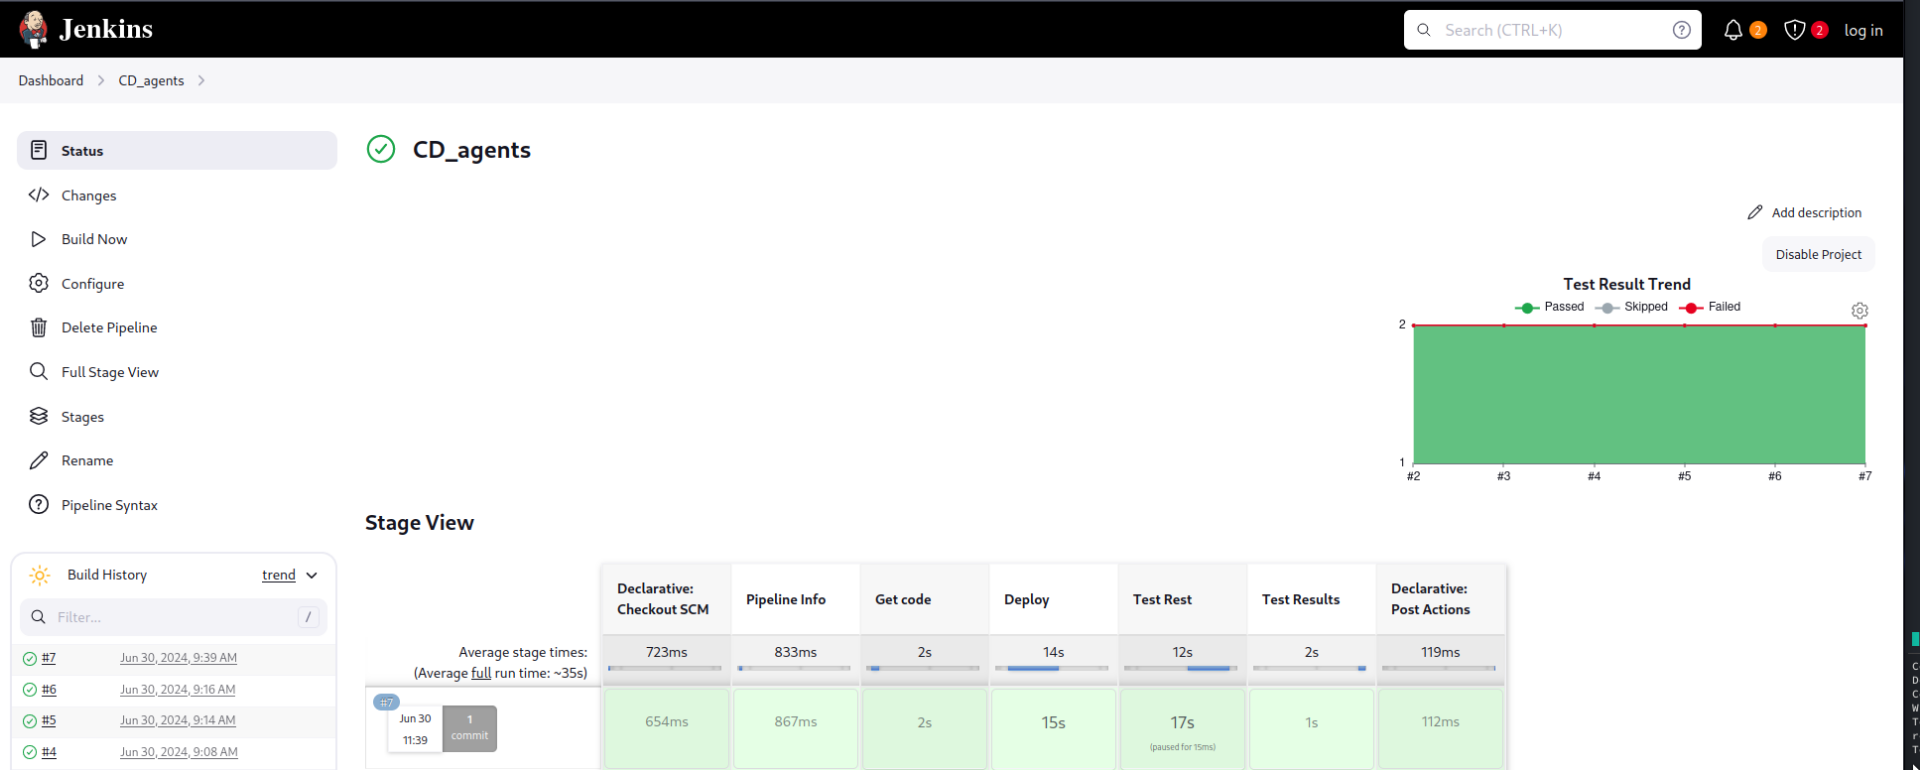 Jenkins
Search (CTRL+K)
2
2
log in
Dashboard
CD_agents
Status
Changes
Build Now
Configure
Delete Pipeline
Full Stage View
Stages
Rename
Pipeline Syntax
Build History
trend
Filter...
/
#7 Jun 30, 2024, 9:39 AM
#6 Jun 30, 2024, 9:16 AM
#5 Jun 30, 2024, 9:14 AM
#4 Jun 30, 2024, 9:08 AM
CD_agents
Add description
Disable Project
Test Result Trend
Passed Skipped Failed
2
1
#2 #3 #4 #5 #6 #7
Stage View
Declarative: Checkout SCM
Pipeline Info
Get code
Deploy
Test Rest
Test Results
Declarative: Post Actions
Average stage times:
(Average full run time: ~35s)
723ms 833ms 2s 14s 12s 2s 119ms
#7
Jun 30
11:39
1
commit
654ms 867ms 2s 15s 17s 1s 112ms
(paused for 15ms)